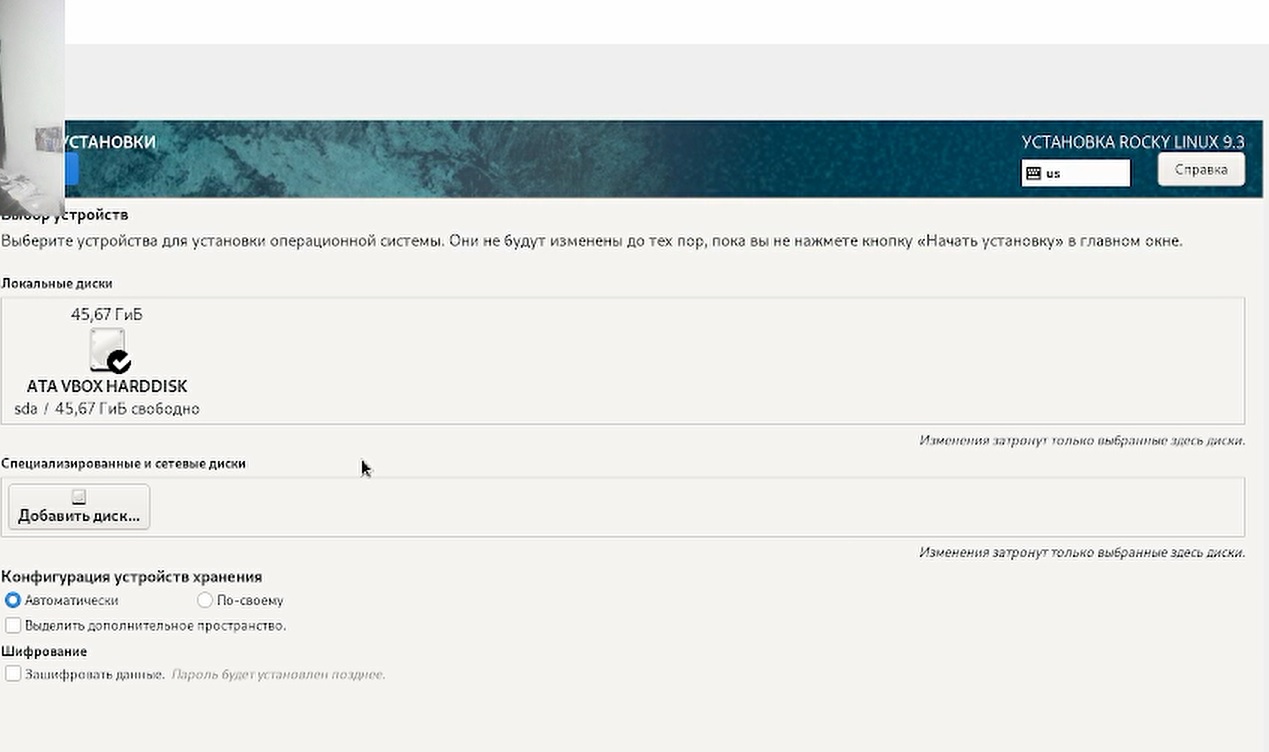 УСТАНОВКИ
УСТАНОВКА ROCKY LINUX 9.3
us
Справка
Выбор устройств
Выберите устройства для установки операционной системы. Они не будут изменены до тех пор, пока вы не нажмете кнопку «Начать установку» в главном окне.
Локальные диски
45,67 ГиБ
ATA VBOX HARDDISK
sda / 45,67 ГиБ свободно
Изменения затронут только выбранные здесь диски.
Специализированные и сетевые диски
Добавить диск...
Изменения затронут только выбранные здесь диски.
Конфигурация устройств хранения
Автоматически По-своему
Выделить дополнительное пространство.
Шифрование
Зашифровать данные. Пароль будет установлен позднее.